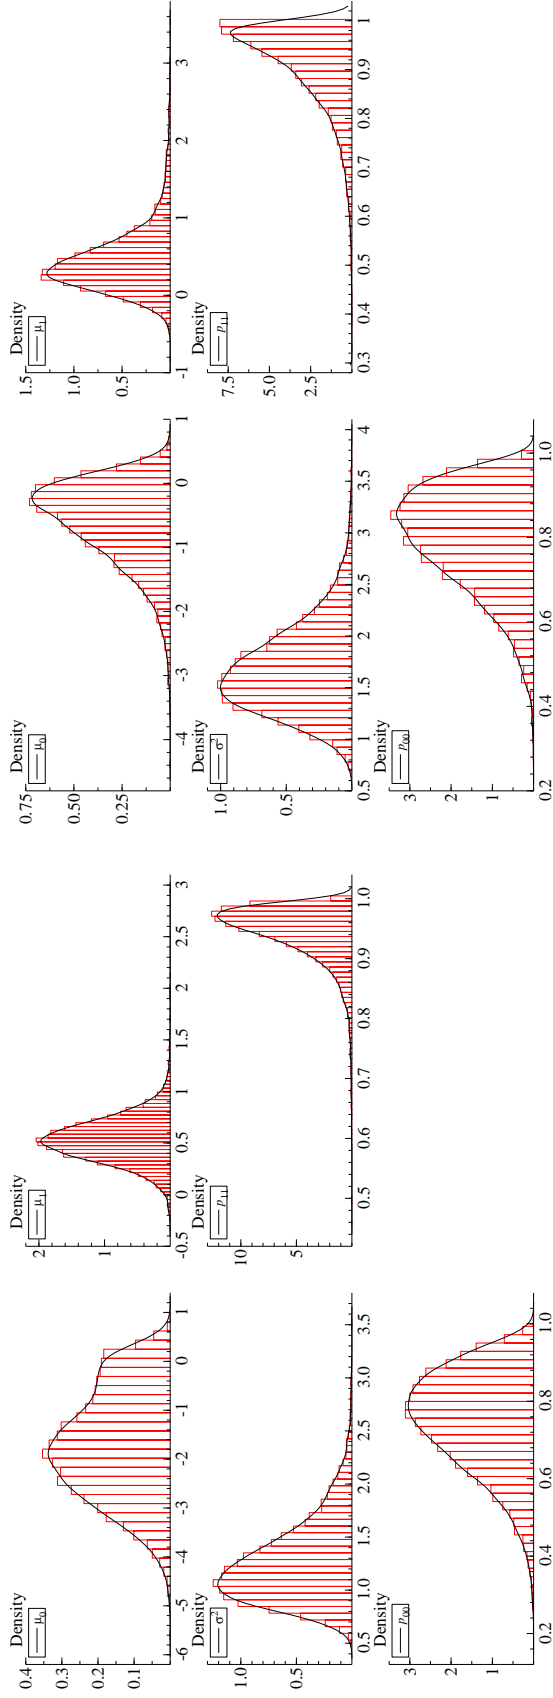 Density
μ₀
0.4
0.3
0.2
0.1
-6 -5 -4 -3 -2 -1 0 1
Density
μ₁
2
1
-0.5 0 0.5 1 1.5 2 2.5 3
Density
μ₀
0.75
0.50
0.25
-4 -3 -2 -1 0 1
Density
μ₁
1.5
1.0
0.5
-1 0 1 2 3
Density
σ²
1.0
0.5
0.5 1.0 1.5 2.0 2.5 3.0 3.5
Density
p₁₁
10
5
0.5 0.6 0.7 0.8 0.9 1.0
Density
σ²
1.0
0.5
0.5 1 1.5 2 2.5 3 3.5 4
Density
p₁₁
7.5
5.0
2.5
0.3 0.4 0.5 0.6 0.7 0.8 0.9 1
Density
p₀₀
3
2
1
0.2 0.4 0.6 0.8 1.0
Density
p₀₀
3
2
1
0.2 0.4 0.6 0.8 1.0